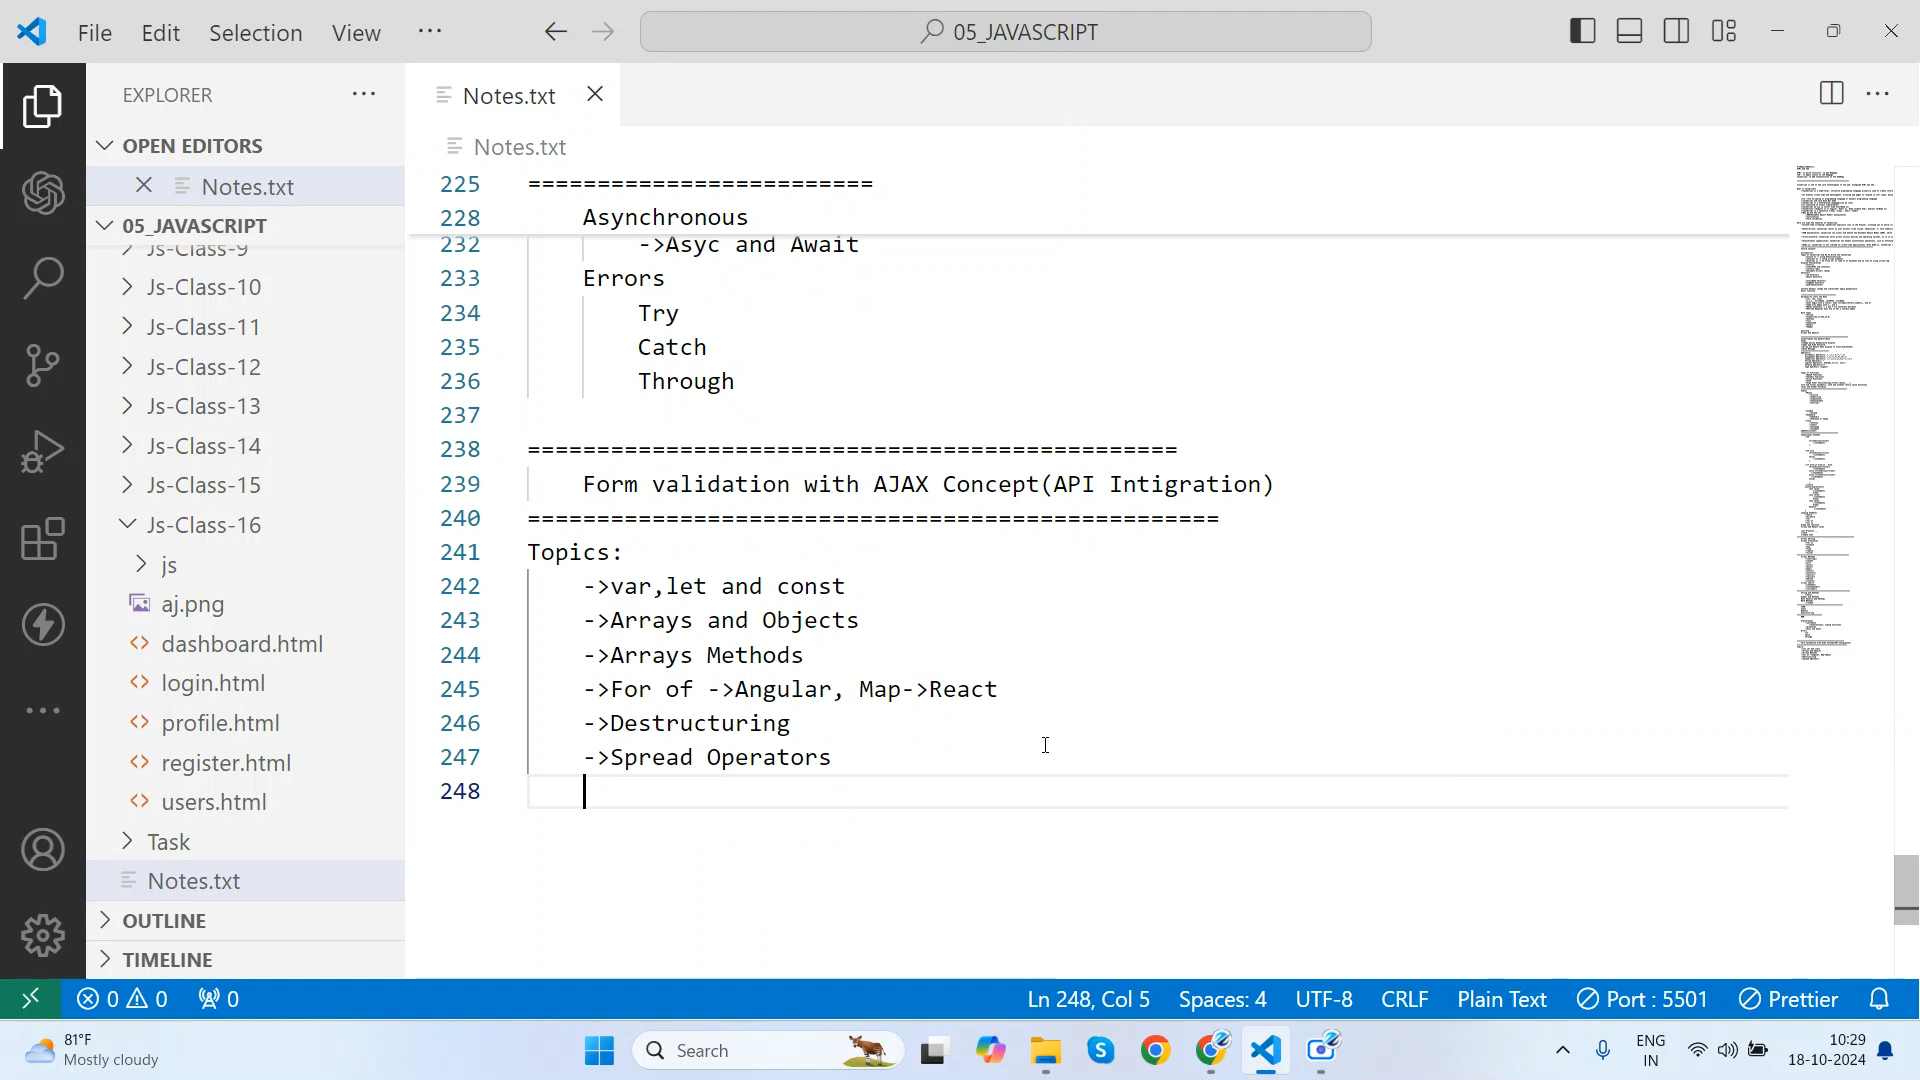 File Edit Selection View ...
05_JAVASCRIPT
EXPLORER
OPEN EDITORS
Notes.txt
05_JAVASCRIPT
Js-Class-9
Js-Class-10
Js-Class-11
Js-Class-12
Js-Class-13
Js-Class-14
Js-Class-15
Js-Class-16
js
aj.png
dashboard.html
login.html
profile.html
register.html
users.html
Task
Notes.txt
OUTLINE
TIMELINE
Notes.txt
Notes.txt
225 =========================
228 Asynchronous
232 ->Asyc and Await
233 Errors
234 Try
235 Catch
236 Through
237
238 ===============================================
239 Form validation with AJAX Concept(API Intigration)
240 ==================================================
241 Topics:
242 ->var,let and const
243 ->Arrays and Objects
244 ->Arrays Methods
245 ->For of ->Angular, Map->React
246 ->Destructuring
247 ->Spread Operators
248
0 0 0
Ln 248, Col 5 Spaces: 4 UTF-8 CRLF Plain Text Port : 5501 Prettier
81°F
Mostly cloudy
Search
ENG
IN
10:29
18-10-2024